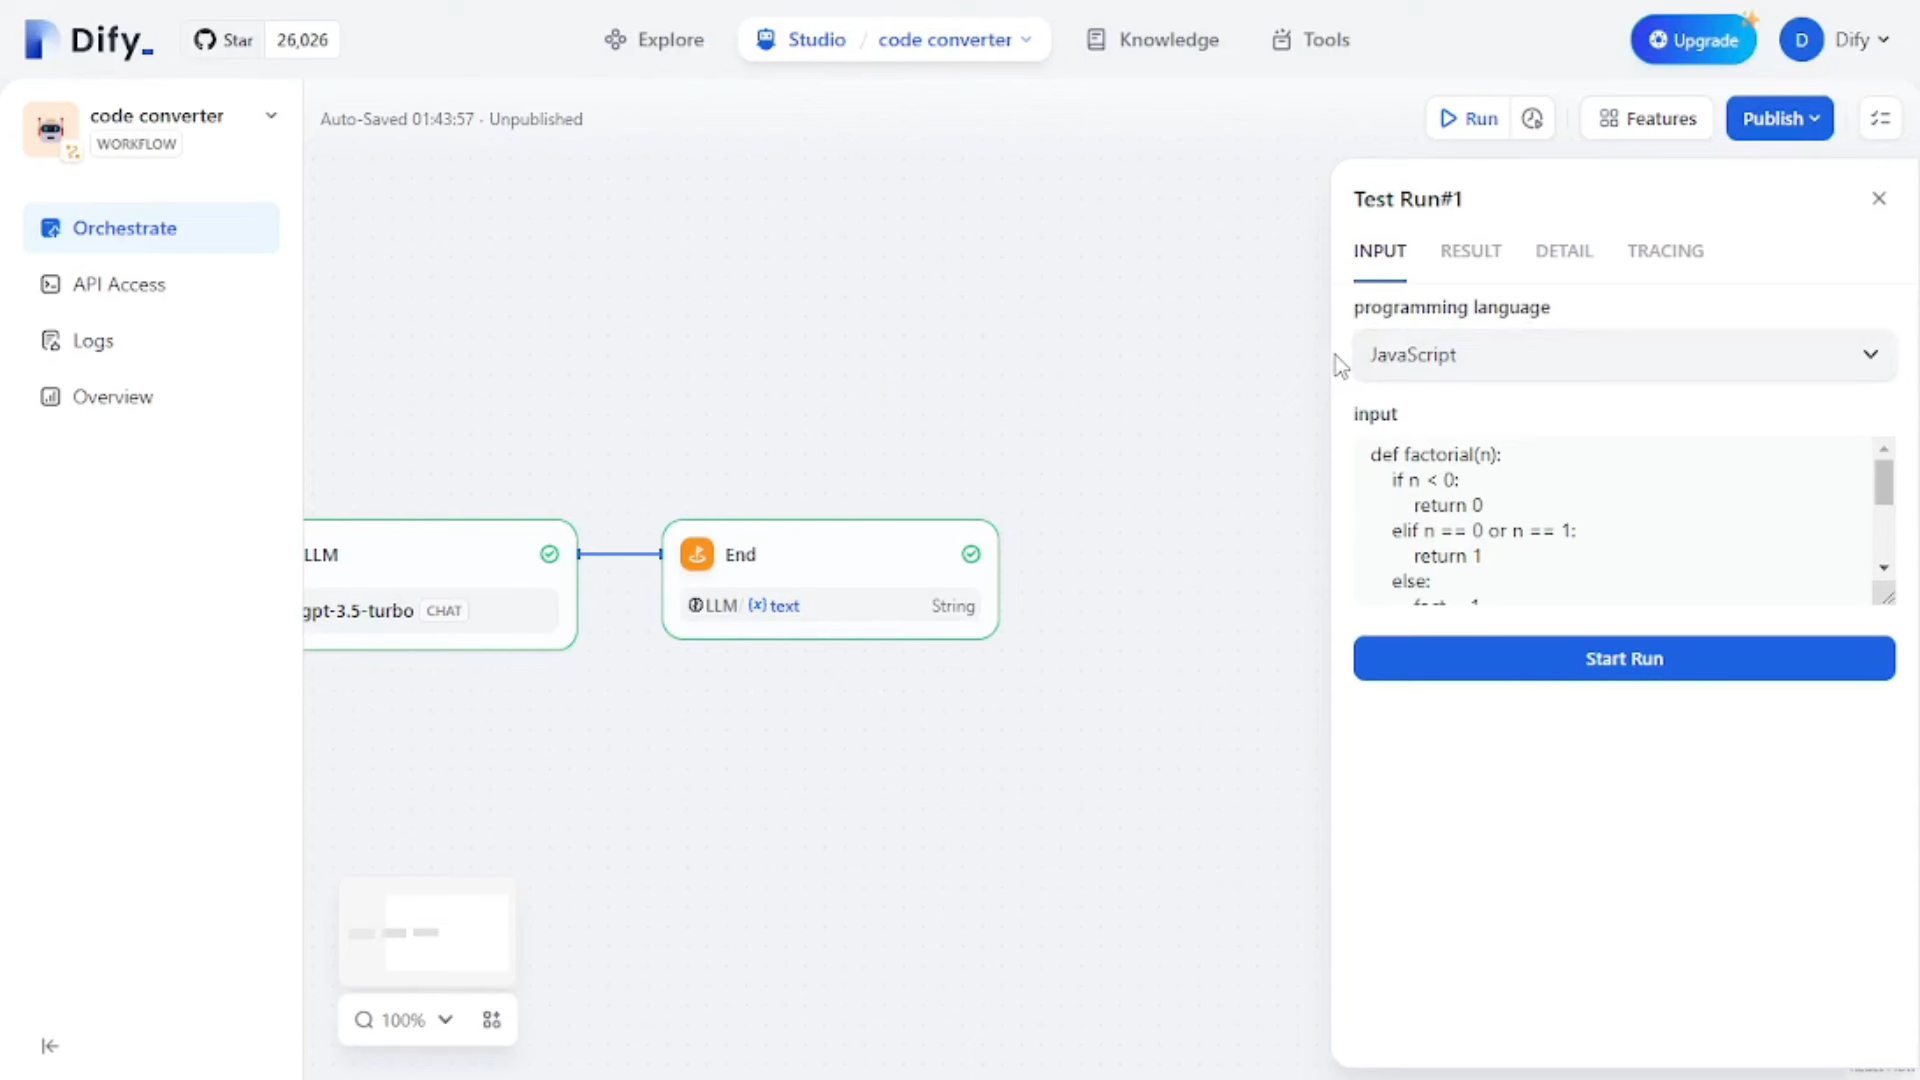 Dify_
Star 26,026
Explore
Studio / code converter
Knowledge
Tools
Upgrade
D Dify
code converter
WORKFLOW
Orchestrate
API Access
Logs
Overview
Auto-Saved 01:43:57 · Unpublished
Run
Features
Publish
LLM
gpt-3.5-turbo CHAT
End
LLM / (x) text String
100%
Test Run#1
INPUT RESULT DETAIL TRACING
programming language
JavaScript
input
def factorial(n):
if n < 0:
return 0
elif n == 0 or n == 1:
return 1
else:
Start Run